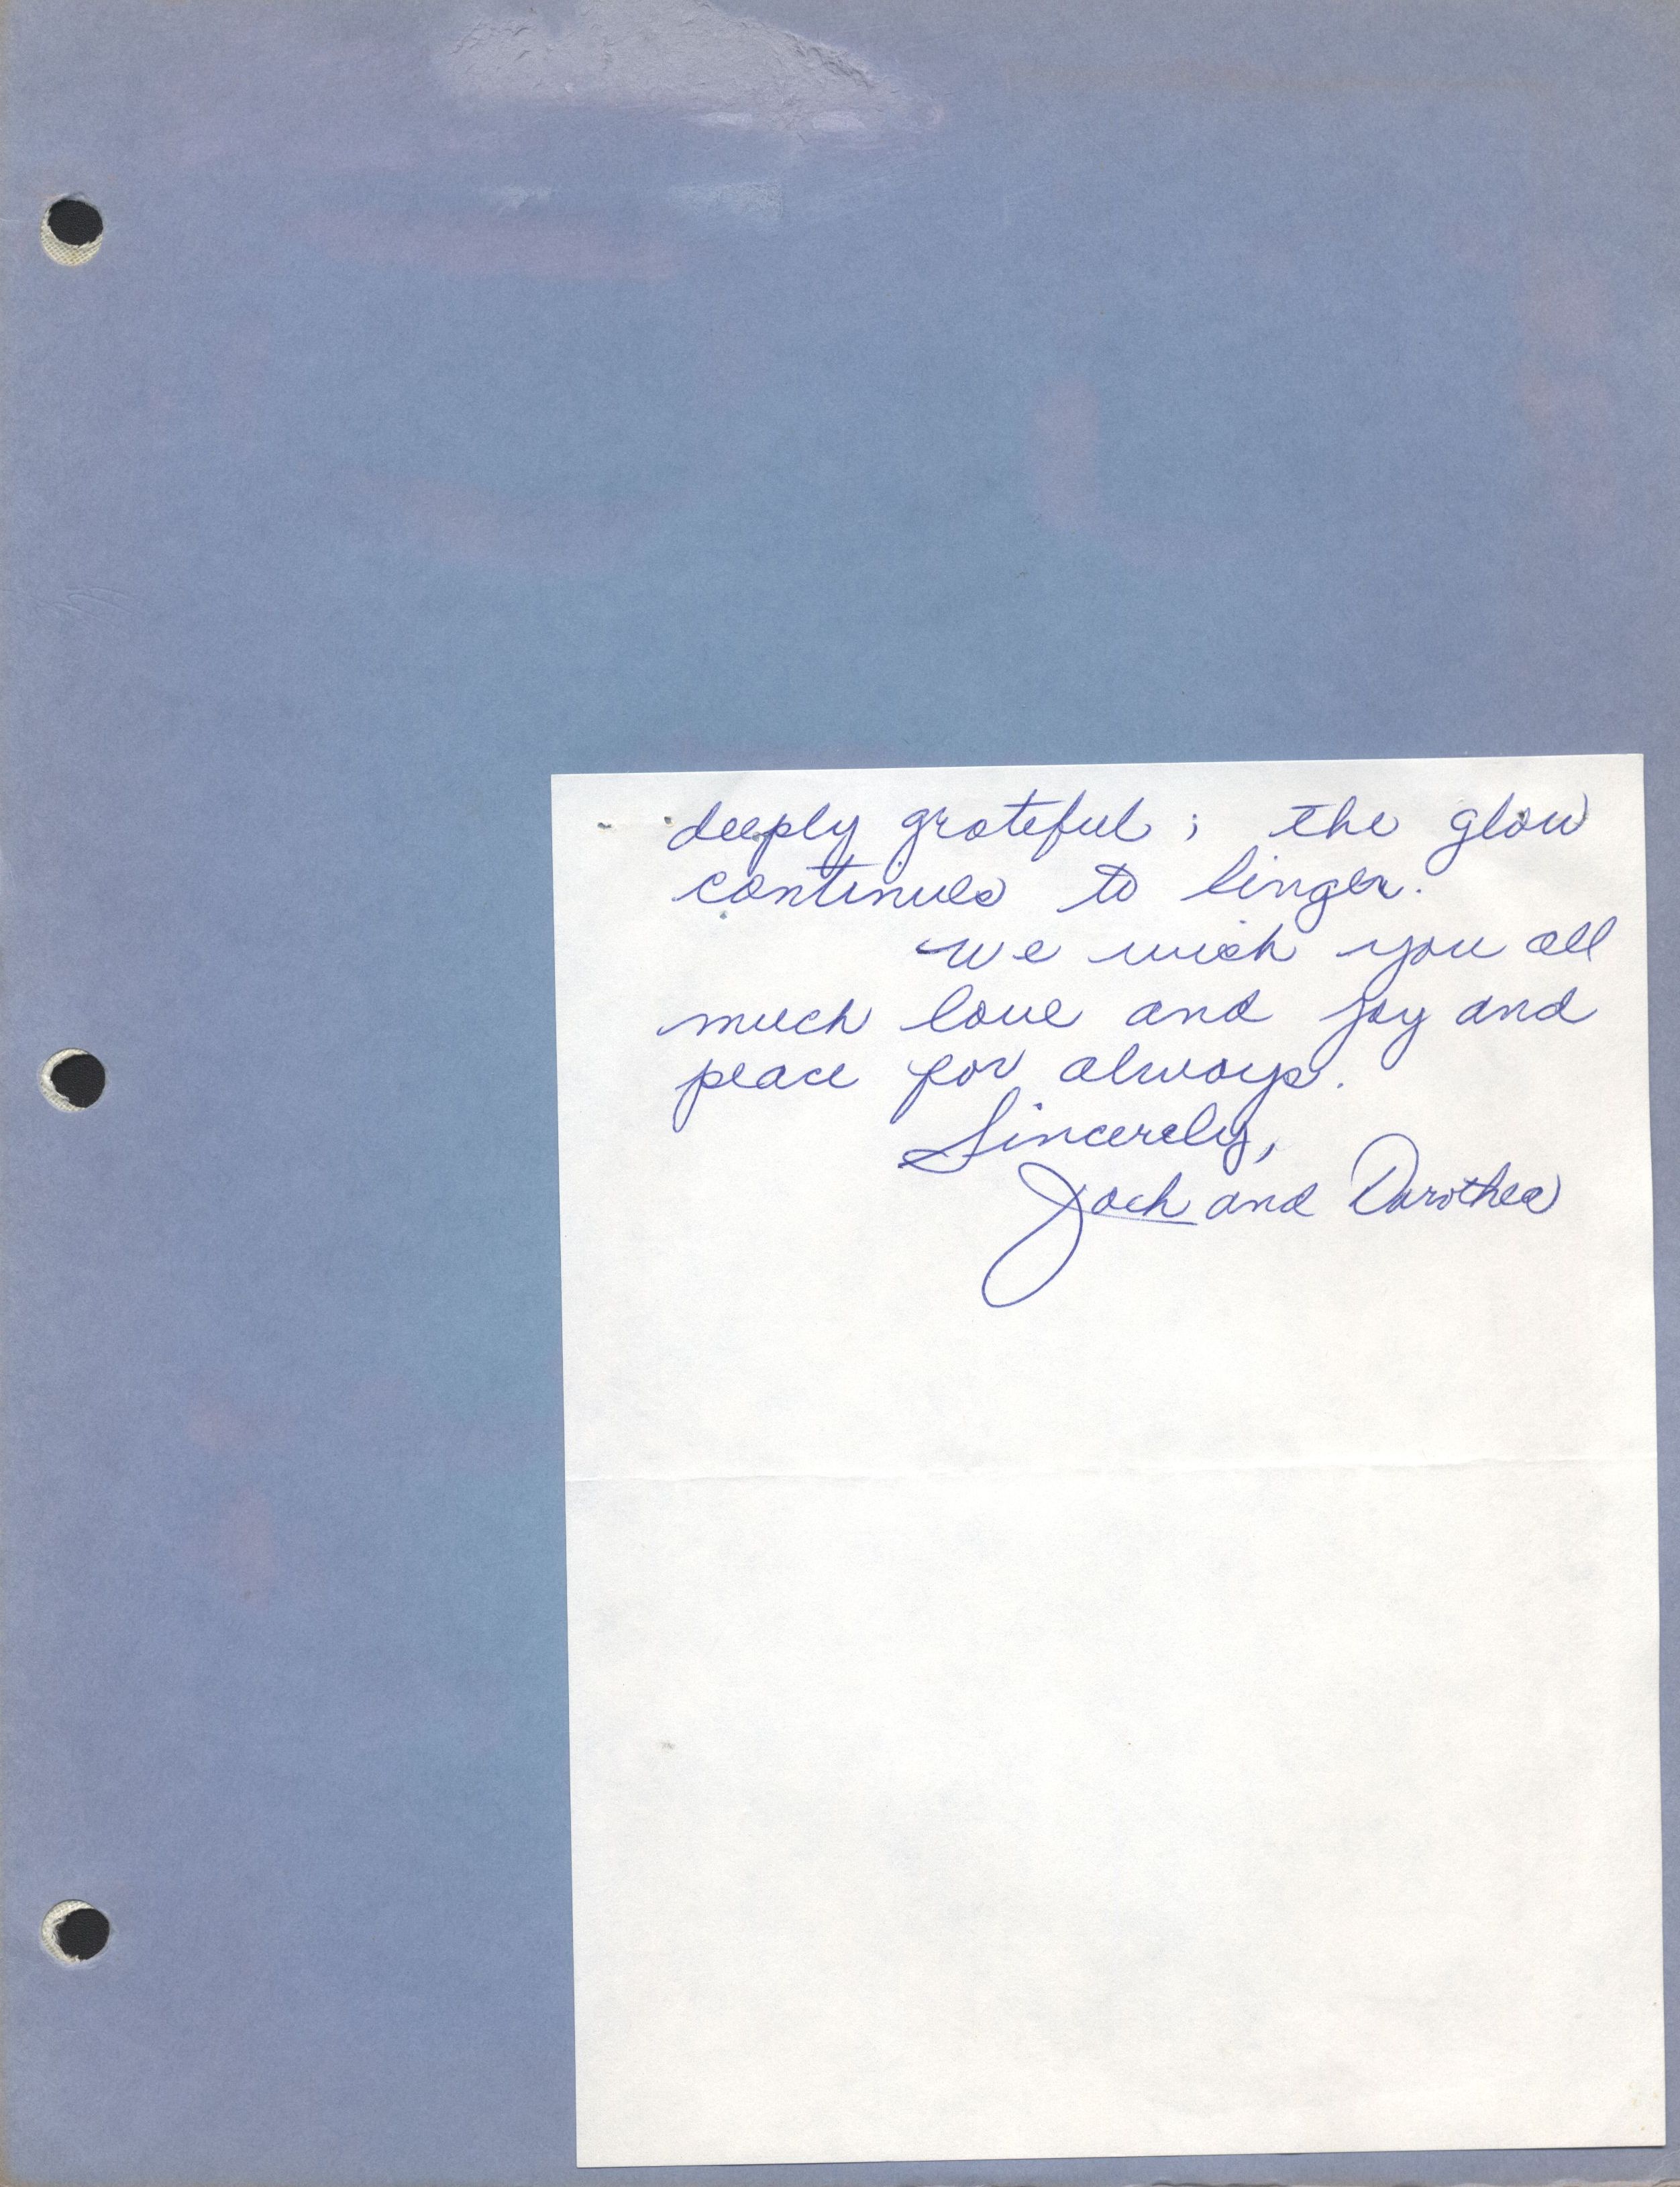 deeply grateful; the glow
continues to linger.
We wish you all
much love and joy and
peace for always.
Sincerely,
Jack and Dorothea